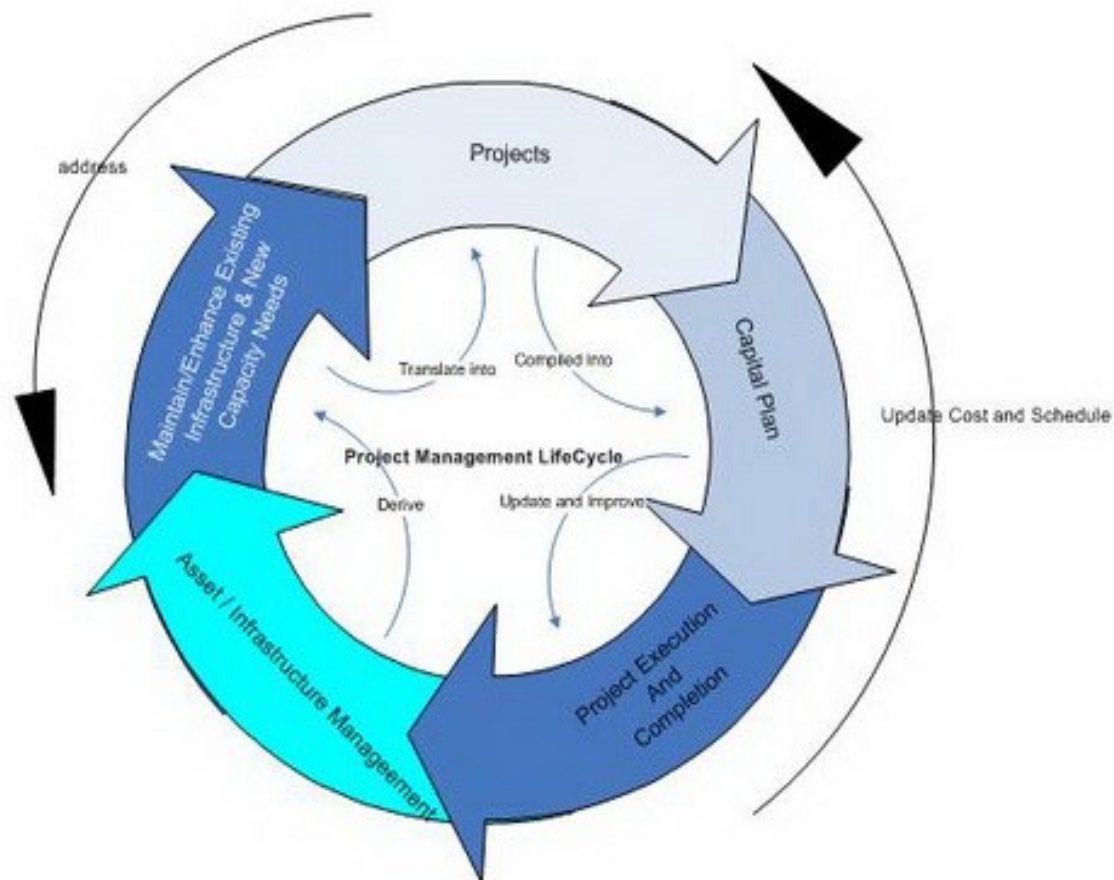 address
Projects
Maintain/Enhance Existing
Infrastructure & New
Capacity Needs
Translate into
Compiled into
Capital Plan
Update Cost and Schedule
Project Management LifeCycle
Derive
Update and Improve
Asset / Infrastructure Manageement
Project Execution
And
Completion